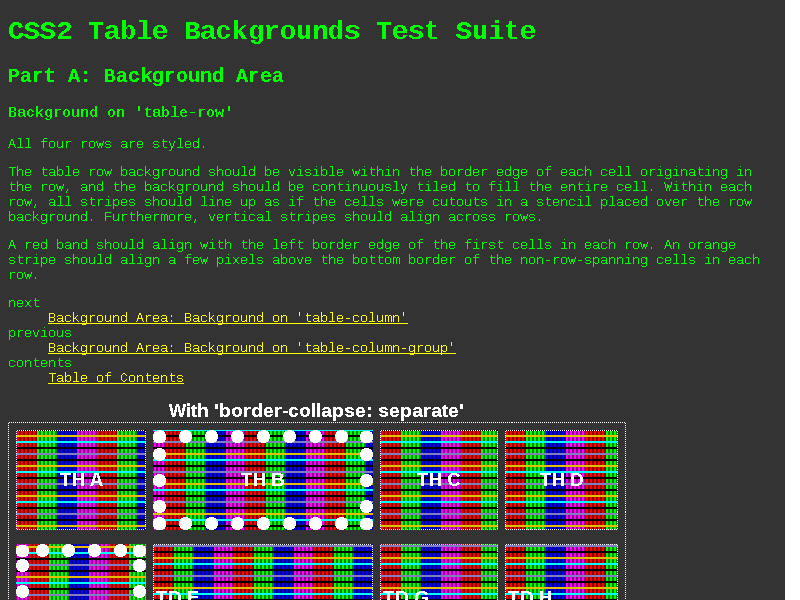 CSS2 Table Backgrounds Test Suite
Part A: Background Area
Background on 'table-row'
All four rows are styled.
The table row background should be visible within the border edge of each cell originating in
the row, and the background should be continuously tiled to fill the entire cell. Within each
row, all stripes should line up as if the cells were cutouts in a stencil placed over the row
background. Furthermore, vertical stripes should align across rows.
A red band should align with the left border edge of the first cells in each row. An orange
stripe should align a few pixels above the bottom border of the non-row-spanning cells in each
row.
next
Background Area: Background on 'table-column'
previous
Background Area: Background on 'table-column-group'
contents
Table of Contents
With 'border-collapse: separate'
TH A TH B TH C TH D
TD F TD G TD H